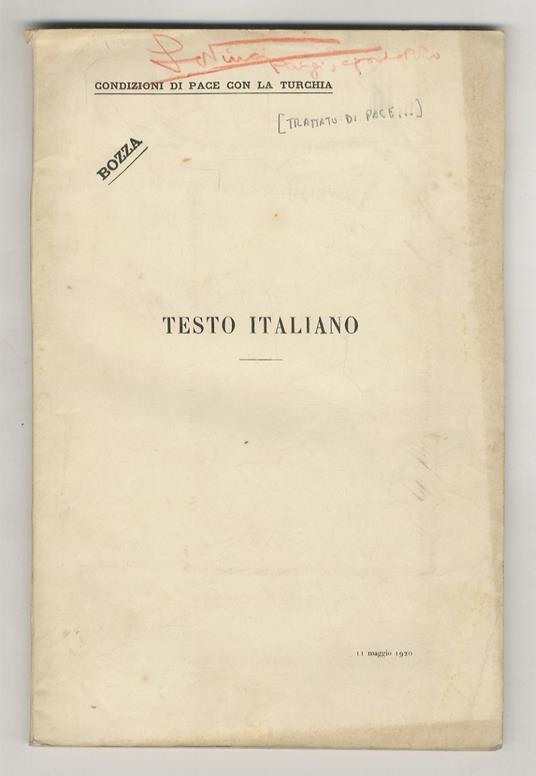 CONDIZIONI DI PACE CON LA TURCHIA
[TRATTATO DI PACE...]
BOZZA
TESTO ITALIANO
11 maggio 1920